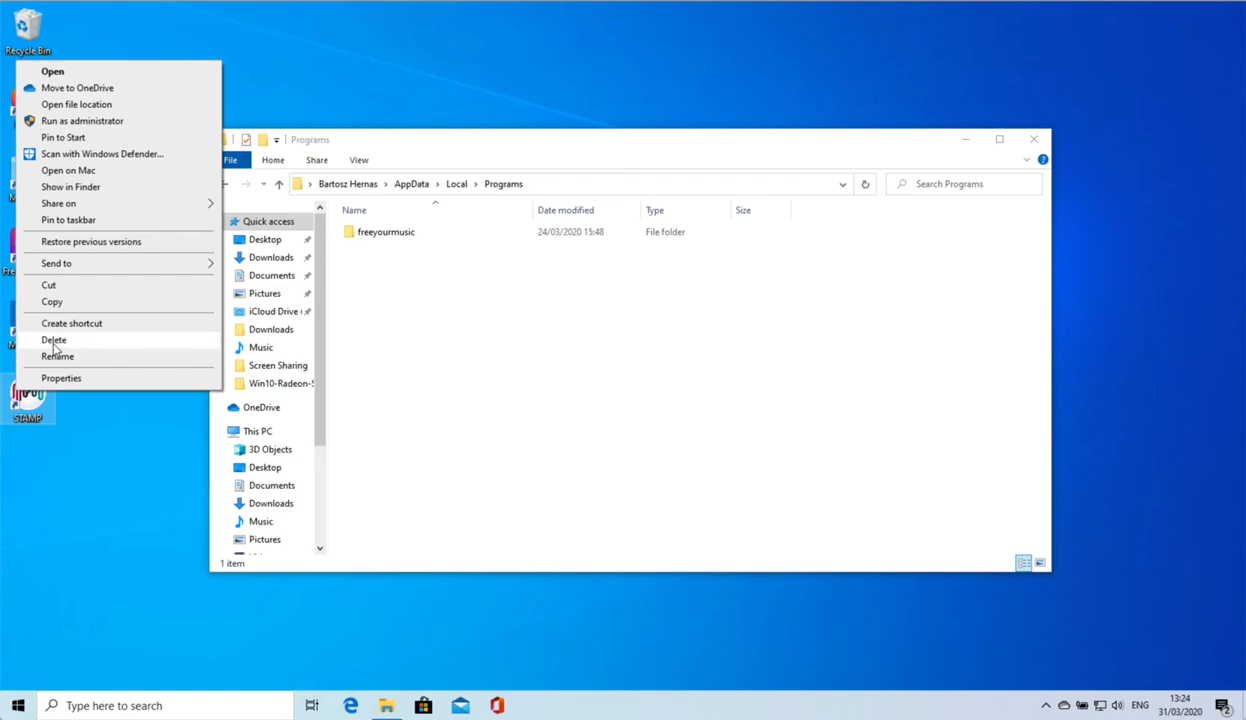 Recycle Bin
Open
Move to OneDrive
Open file location
Run as administrator
Pin to Start
Scan with Windows Defender...
Open on Mac
Show in Finder
Share on
Pin to taskbar
Restore previous versions
Send to
Cut
Copy
Create shortcut
Delete
Rename
Properties
STAMP
Programs
File Home Share View
Bartosz Hernas AppData Local Programs
Search Programs
Name Date modified Type Size
freeyourmusic 24/03/2020 15:48 File folder
Quick access
Desktop
Downloads
Documents
Pictures
iCloud Drive
Downloads
Music
Screen Sharing
Win10-Radeon-S
OneDrive
This PC
3D Objects
Desktop
Documents
Downloads
Music
Pictures
1 item
Type here to search
ENG
13:24
31/03/2020
2